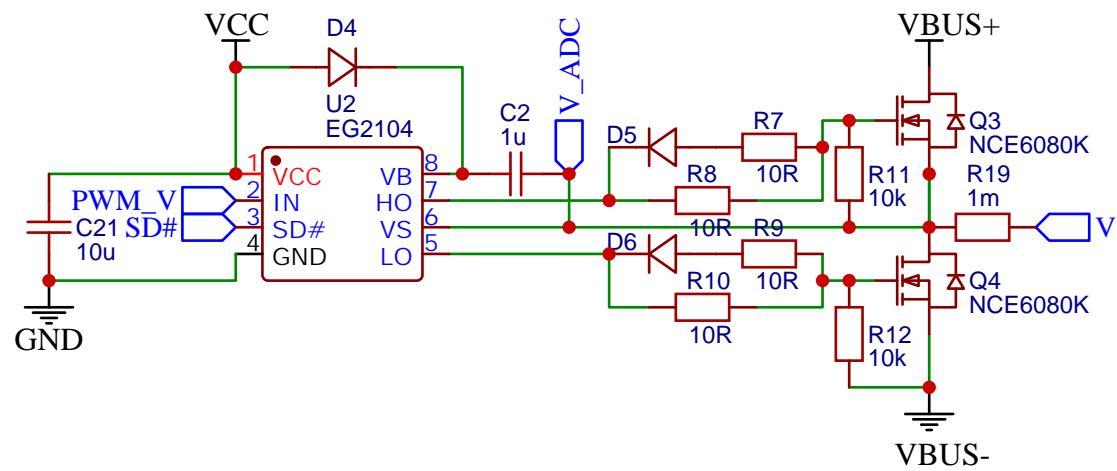 VCC
D4
V_ADC
VBUS+
U2
EG2104
C2
1u
D5
R7
Q3
NCE6080K
1
VCC
VB
8
10R
R11
10k
R19
1m
PWM_V
2
IN
HO
7
R8
C21
10u
SD#
3
SD#
VS
6
10R
R9
V
4
GND
LO
5
D6
10R
Q4
NCE6080K
R10
10R
R12
10k
GND
VBUS-